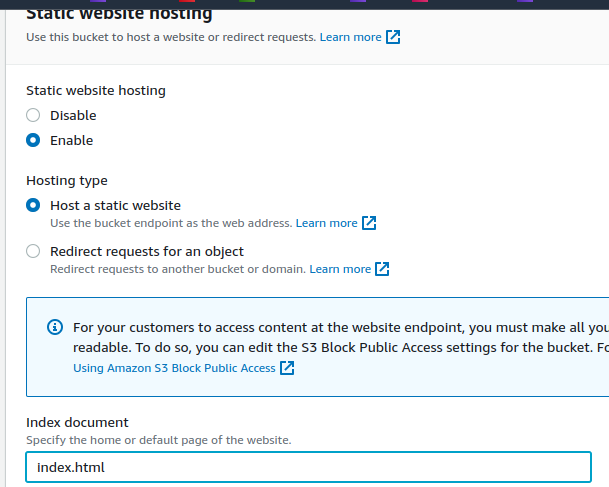 Static website hosting
Use this bucket to host a website or redirect requests. Learn more
Static website hosting
Disable
Enable
Hosting type
Host a static website
Use the bucket endpoint as the web address. Learn more
Redirect requests for an object
Redirect requests to another bucket or domain. Learn more
For your customers to access content at the website endpoint, you must make all you
readable. To do so, you can edit the S3 Block Public Access settings for the bucket. Fo
Using Amazon S3 Block Public Access
Index document
Specify the home or default page of the website.
index.html